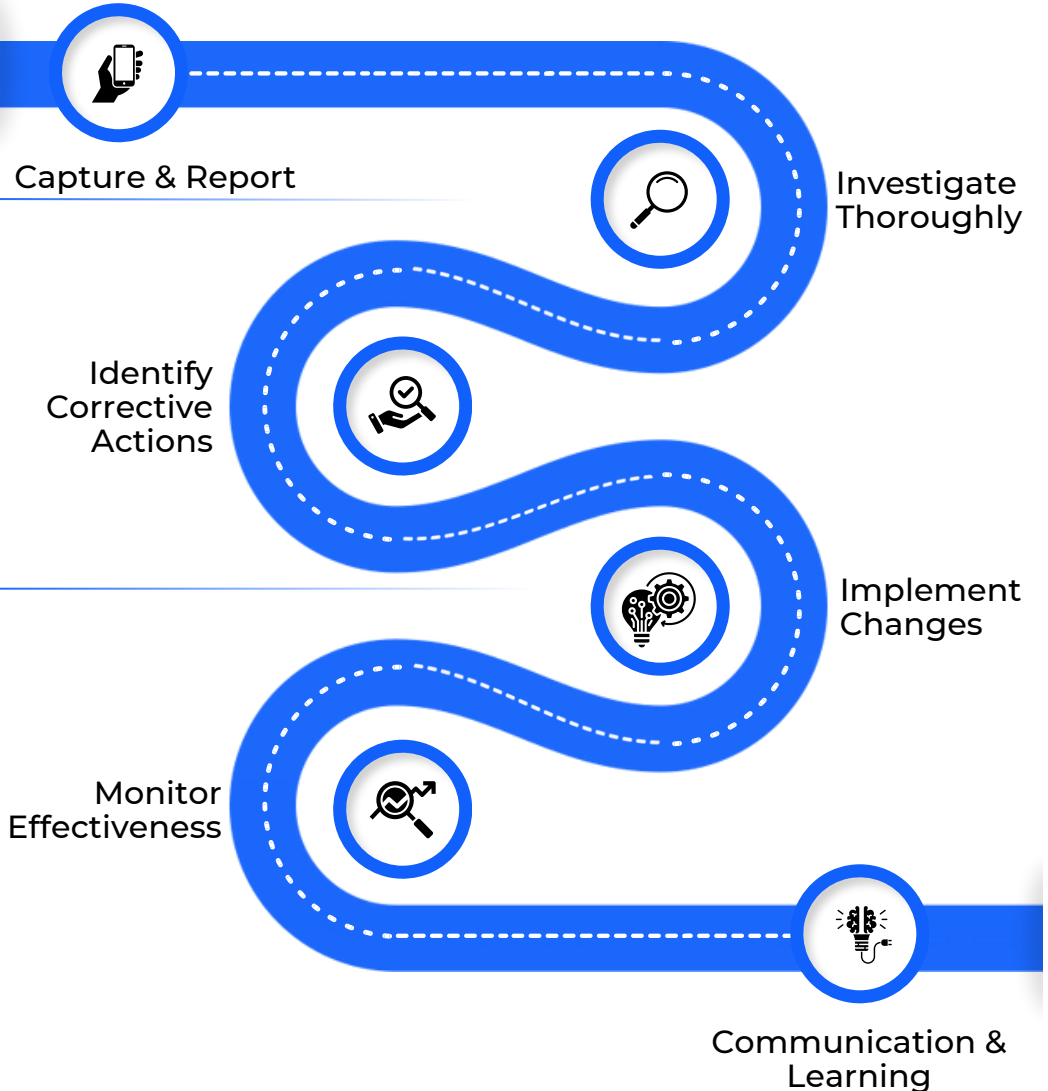 Capture & Report
Investigate
Thoroughly
Identify
Corrective
Actions
Implement
Changes
Monitor
Effectiveness
Communication &
Learning